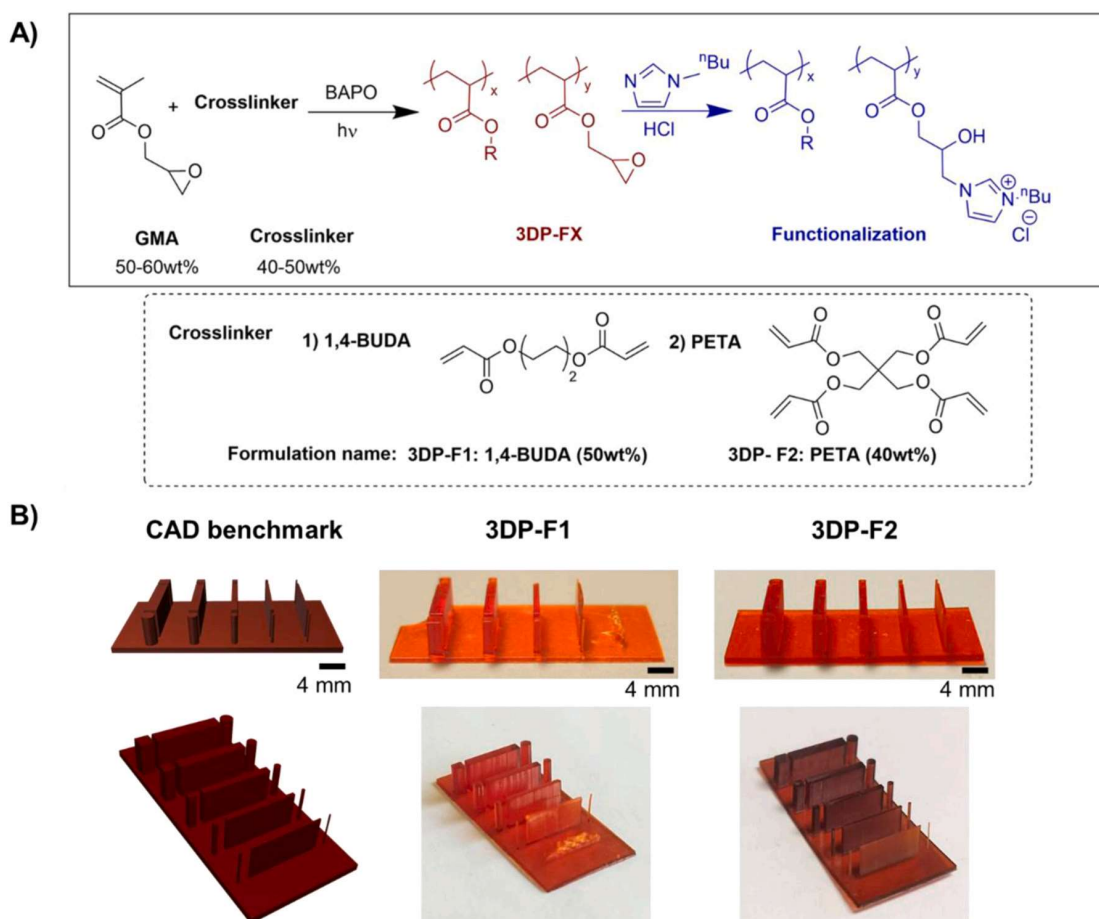 A)
O
O
O
GMA
50-60wt%
+
Crosslinker
Crosslinker
40-50wt%
BAPO
hν
x
O
O
R
y
O
O
O
3DP-FX
N
N
nBu
HCl
x
O
O
R
y
O
O
OH
N
⊕
N
nBu
⊖
Cl
Functionalization
Crosslinker
1) 1,4-BUDA
O
O
2
O
O
2) PETA
O
O
O
O
O
O
O
O
Formulation name: 3DP-F1: 1,4-BUDA (50wt%)
3DP- F2: PETA (40wt%)
B)
CAD benchmark
3DP-F1
3DP-F2
4 mm
4 mm
4 mm